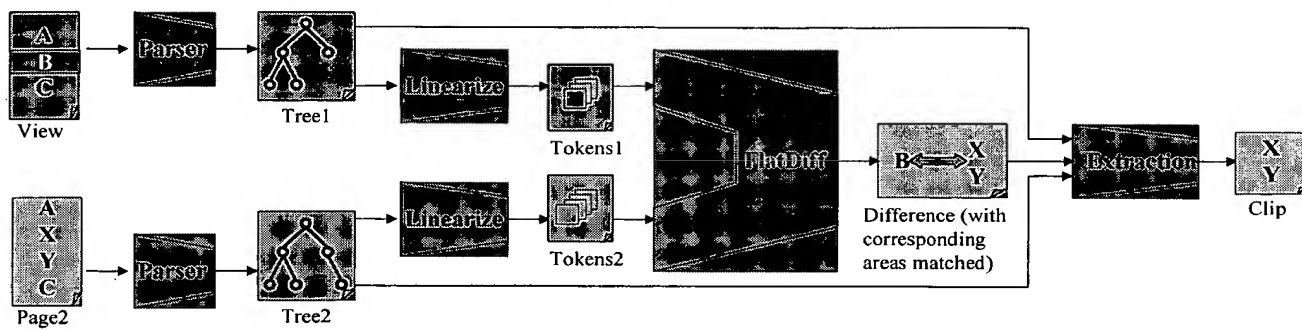 A
B
C
View
Parser
Tree1
Linearize
Tokens1
FlatDiff
B
X
Y
Difference (with
corresponding
areas matched)
Extraction
X
Y
Clip
A
X
Y
C
Page2
Parser
Tree2
Linearize
Tokens2